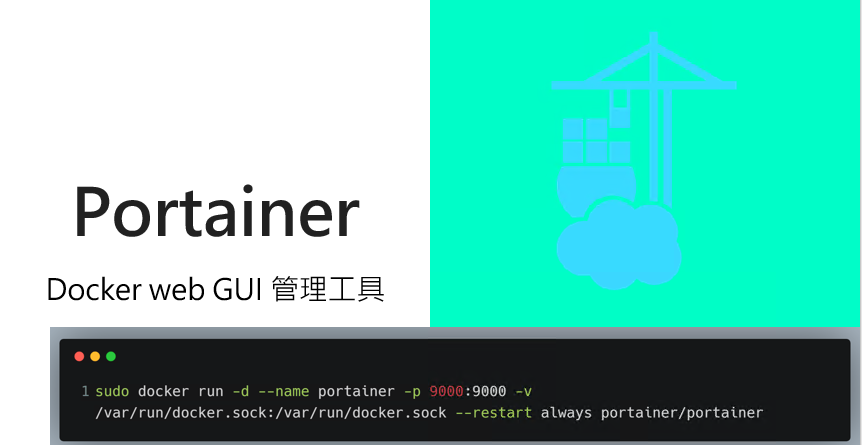 Portainer
Docker web GUI 管理工具
1 sudo docker run -d --name portainer -p 9000:9000 -v
/var/run/docker.sock:/var/run/docker.sock --restart always portainer/portainer